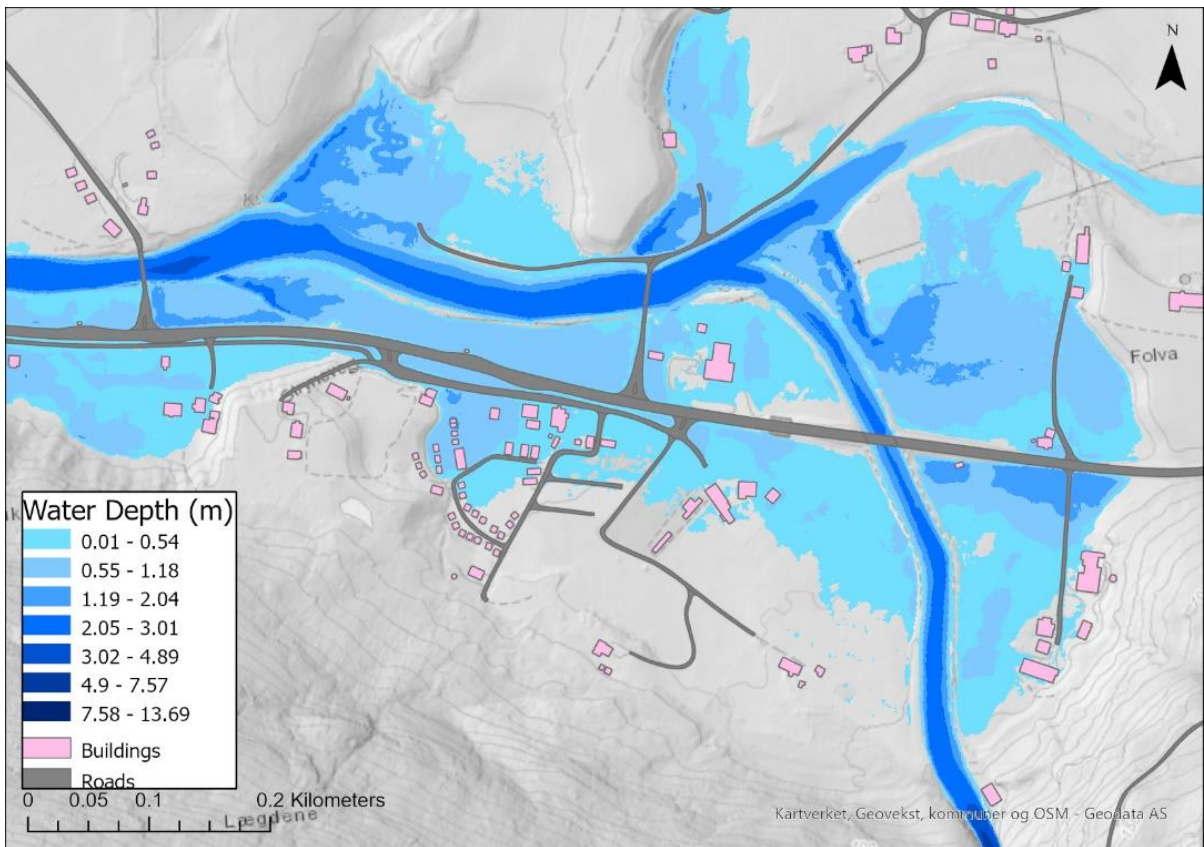 N
Folva
Water Depth (m)
0.01 - 0.54
0.55 - 1.18
1.19 - 2.04
2.05 - 3.01
3.02 - 4.89
4.9 - 7.57
7.58 - 13.69
Buildings
Roads
0 0.05 0.1 0.2 Kilometers
Lægdene
Kartverket, Geovekst, kommuner og OSM - Geodata AS